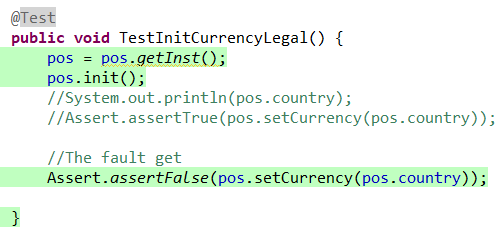 @Test
public void TestInitCurrencyLegal() {
pos = pos.getInst();
pos.init();
//System.out.println(pos.country);
//Assert.assertTrue(pos.setCurrency(pos.country));
//The fault get
Assert.assertFalse(pos.setCurrency(pos.country));
}